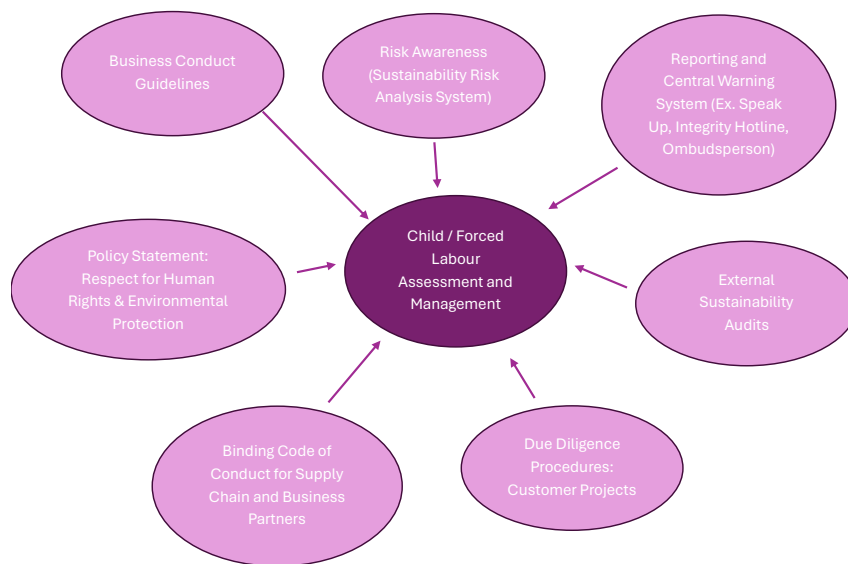 Business Conduct
Guidelines
Risk Awareness
(Sustainability Risk
Analysis System)
Reporting and
Central Warning
System (Ex. Speak
Up, Integrity Hotline,
Ombudsperson)
Child / Forced
Labour
Assessment and
Management
Policy Statement:
Respect for Human
Rights & Environmental
Protection
External
Sustainability
Audits
Binding Code of
Conduct for Supply
Chain and Business
Partners
Due Diligence
Procedures:
Customer Projects